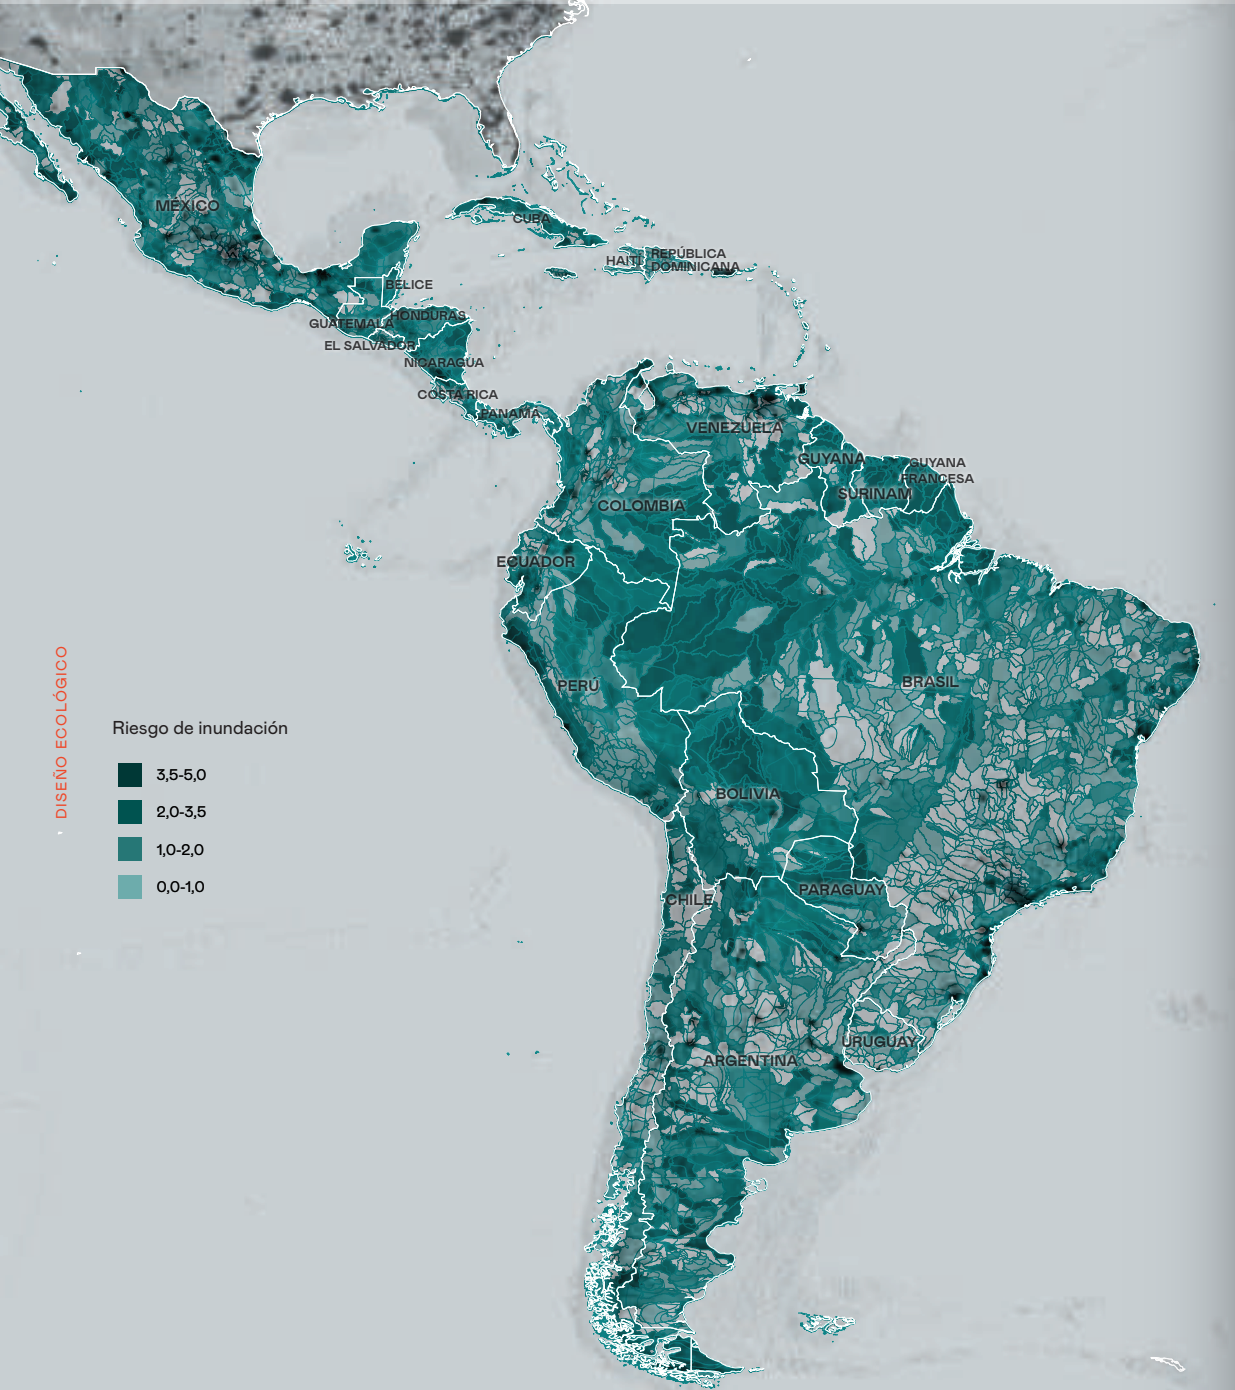 MÉXICO
CUBA
HAITI
REPÚBLICA
DOMINICANA
BELICE
GUATEMALA
HONDURAS
EL SALVADOR
NICARAGUA
COSTA RICA
PANAMÁ
VENEZUELA
GUYANA
GUYANA
FRANCESA
SURINAM
COLOMBIA
ECUADOR
PERÚ
BRASIL
BOLIVIA
PARAGUAY
CHILE
URUGUAY
ARGENTINA
DISEÑO ECOLÓGICO
Riesgo de inundación
3,5-5,0
2,0-3,5
1,0-2,0
0,0-1,0